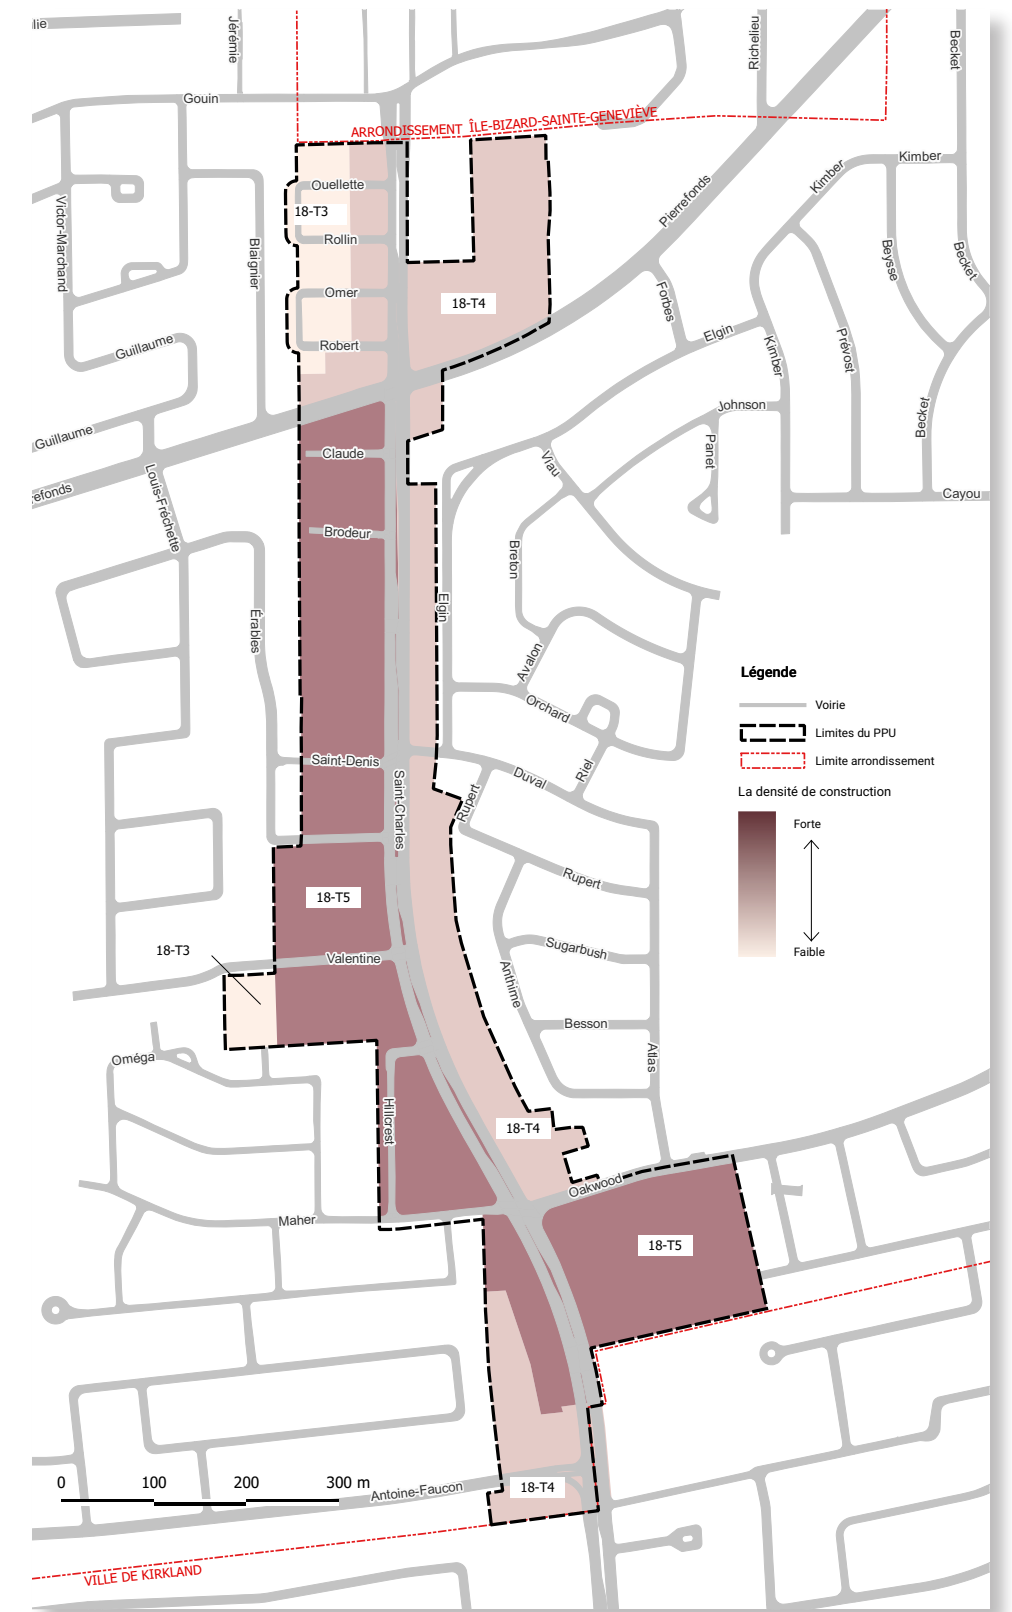 lie
Jérémie
Richelieu
Becket
Gouin
ARRONDISSEMENT ÎLE-BIZARD-SAINTE-GENEVIÈVE
Kimber
Kimber
Ouellette
18-T3
Victor-Marchand
Pierrefonds
Rollin
Blaignier
Beysse
Becket
Omer
18-T4
Forbes
Elgin
Robert
Guillaume
Kimber
Prévost
Johnson
Becket
Guillaume
Claude
Panet
Viau
refonds
Louis-Fréchette
Cayou
Brodeur
Breton
Elgin
Érables
Avalon
Légende
Orchard
Voirie
Limites du PPU
Saint-Denis
Limite arrondissement
Riel
Duval
La densité de construction
Saint-Charles
Rupert
Forte
Rupert
18-T5
18-T3
Sugarbush
Faible
Valentine
Anthime
Besson
Oméga
Atlas
Hillcrest
18-T4
Oakwood
Maher
18-T5
0 100 200 300 m
Antoine-Faucon
18-T4
VILLE DE KIRKLAND